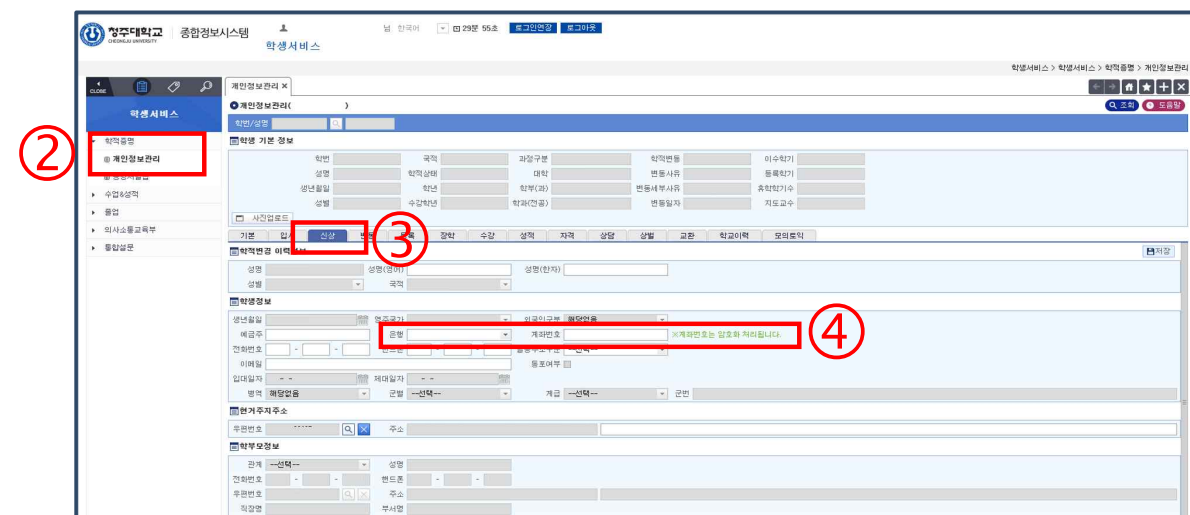 청주대학교 종합정보시스템
CHEONGJU UNIVERSITY
님 한국어 29분 55초 로그인연장 로그아웃
학생서비스
학생서비스 > 학생서비스 > 학적증명 > 개인정보관리
CLOSE
개인정보관리 ×
학생서비스
개인정보관리( )
조회 도움말
학번/성명
②
학적증명
개인정보관리
수업&성적
졸업
의사소통교육부
통합설문
학생 기본 정보
학번 국적 과정구분 학적변동 이수학기
성명 학적상태 대학 변동사유 등록학기
생년월일 학년 학부(과) 변동세부사유 휴학학기수
성별 수강학년 학과(전공) 변동일자 지도교수
사진업로드
기본 신상 장학 수강 성적 자격 상담 상벌 교환 학교이력 모의토익
③
학적변경 이력정보
저장
성명 성명(영어) 성명(한자)
성별 국적
학생정보
생년월일 영주국가 외국인구분 해당없음
예금주 은행 계좌번호 ※계좌번호는 암호화 처리됩니다.
④
전화번호 - - 핸드폰 - - --선택--
이메일 동포여부
입대일자 - - 제대일자 - -
병역 해당없음 군별 --선택-- 계급 --선택-- 군번
현거주지주소
우편번호 주소
학부모정보
관계 --선택-- 성명
전화번호 - - 핸드폰 - -
우편번호 주소
직장명 부서명